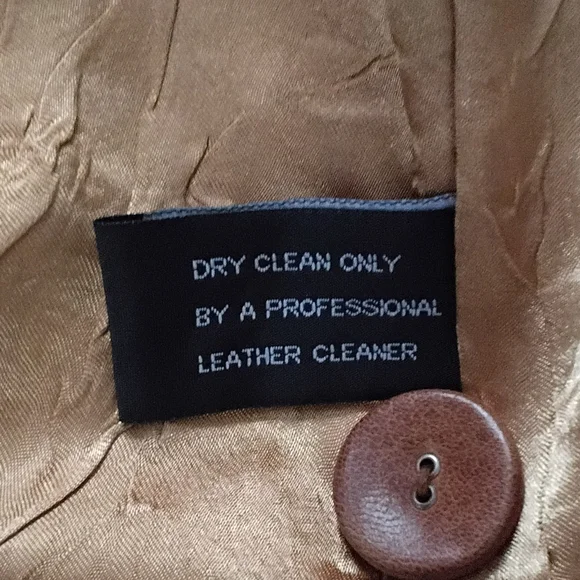 DRY CLEAN ONLY
BY A PROFESSIONAL
LEATHER CLEANER